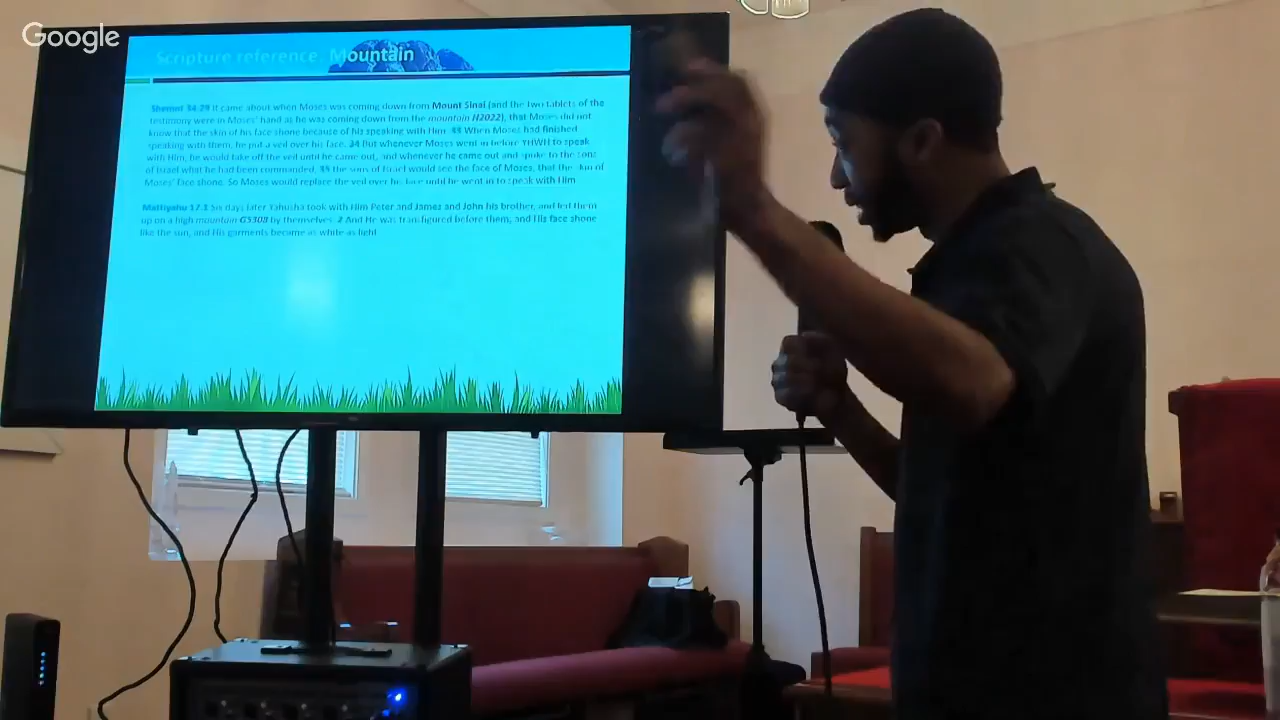 Google
Scripture reference. Mountain
Shemot 34:29 It came about when Moses was coming down from Mount Sinai (and the two tablets of the
testimony were in Moses' hand as he was coming down from the mountain H2022), that Moses did not
know that the skin of his face shone because of his speaking with Him. 33 When Moses had finished
speaking with them, he put a veil over his face. 34 But whenever Moses went in before YHWH to speak
with Him, he would take off the veil until he came out, and whenever he came out and spoke to the sons
of Israel what he had been commanded, 35 the sons of Israel would see the face of Moses, that the skin of
Moses' face shone. So Moses would replace the veil over his face until he went in to speak with Him
Mattiyahu 17:1 Six days later Yahusha took with Him Peter and James and John his brother, and led them
up on a high mountain G5308 by themselves. 2 And He was transfigured before them, and His face shone
like the sun, and His garments became as white as light